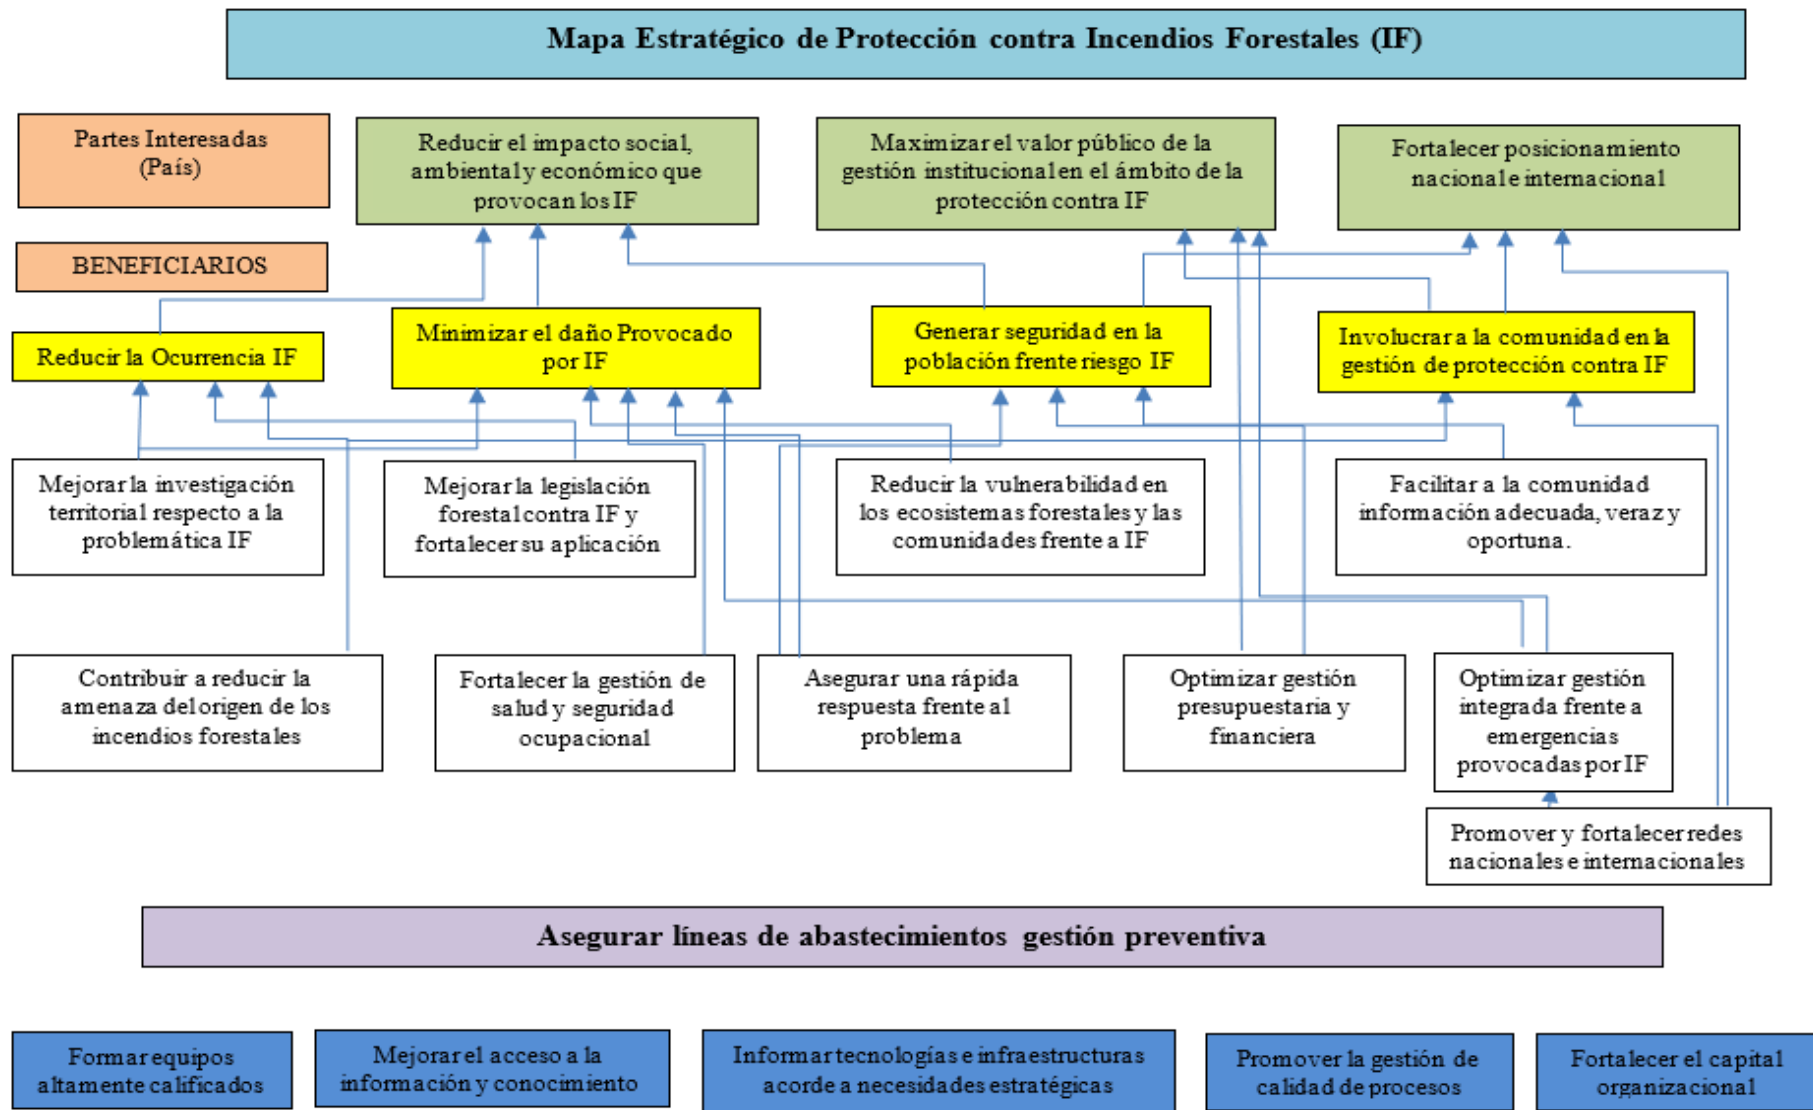 Mapa Estratégico de Protección contra Incendios Forestales (IF)
Partes Interesadas
(País)
Reducir el impacto social,
ambiental y económico que
provocan los IF
Maximizar el valor público de la
gestión institucional en el ámbito de la
protección contra IF
Fortalecer posicionamiento
nacional e internacional
BENEFICIARIOS
Reducir la Ocurrencia IF
Minimizar el daño Provocado
por IF
Generar seguridad en la
población frente riesgo IF
Involucrar a la comunidad en la
gestión de protección contra IF
Mejorar la investigación
territorial respecto a la
problemática IF
Mejorar la legislación
forestal contra IF y
fortalecer su aplicación
Reducir la vulnerabilidad en
los ecosistemas forestales y las
comunidades frente a IF
Facilitar a la comunidad
información adecuada, veraz y
oportuna.
Contribuir a reducir la
amenaza del origen de los
incendios forestales
Fortalecer la gestión de
salud y seguridad
ocupacional
Asegurar una rápida
respuesta frente al
problema
Optimizar gestión
presupuestaria y
financiera
Optimizar gestión
integrada frente a
emergencias
provocadas por IF
Promover y fortalecer redes
nacionales e internacionales
Asegurar líneas de abastecimientos gestión preventiva
Formar equipos
altamente calificados
Mejorar el acceso a la
información y conocimiento
Informar tecnologías e infraestructuras
acorde a necesidades estratégicas
Promover la gestión de
calidad de procesos
Fortalecer el capital
organizacional